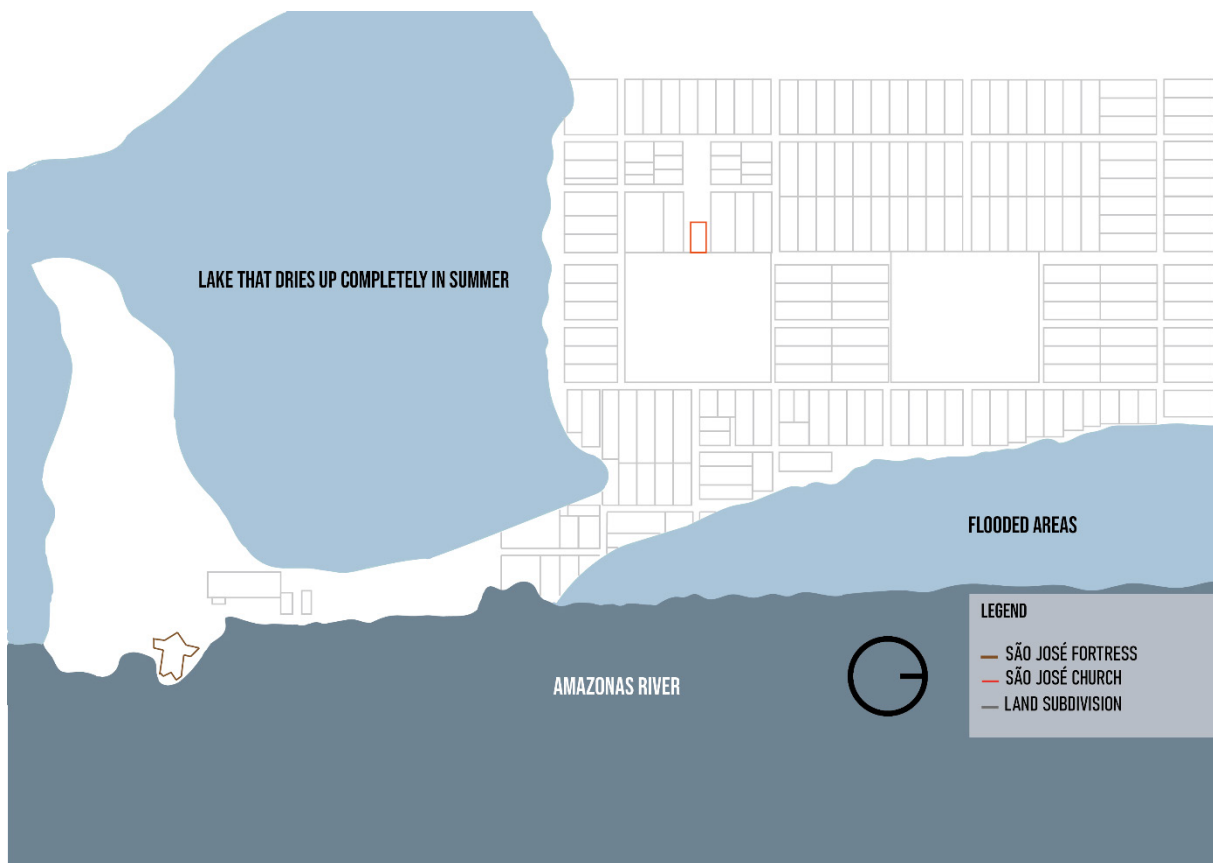 LAKE THAT DRIES UP COMPLETELY IN SUMMER
FLOODED AREAS
AMAZONAS RIVER
LEGEND
SÃO JOSÉ FORTRESS
SÃO JOSÉ CHURCH
LAND SUBDIVISION